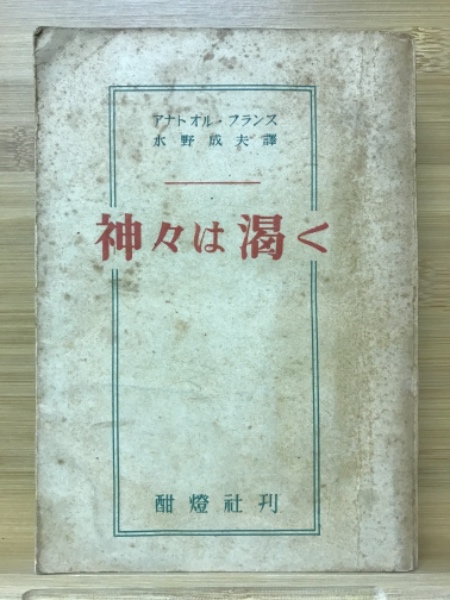 アナトオル・フランス
水野成夫譯
神々は渇く
酣燈社刊